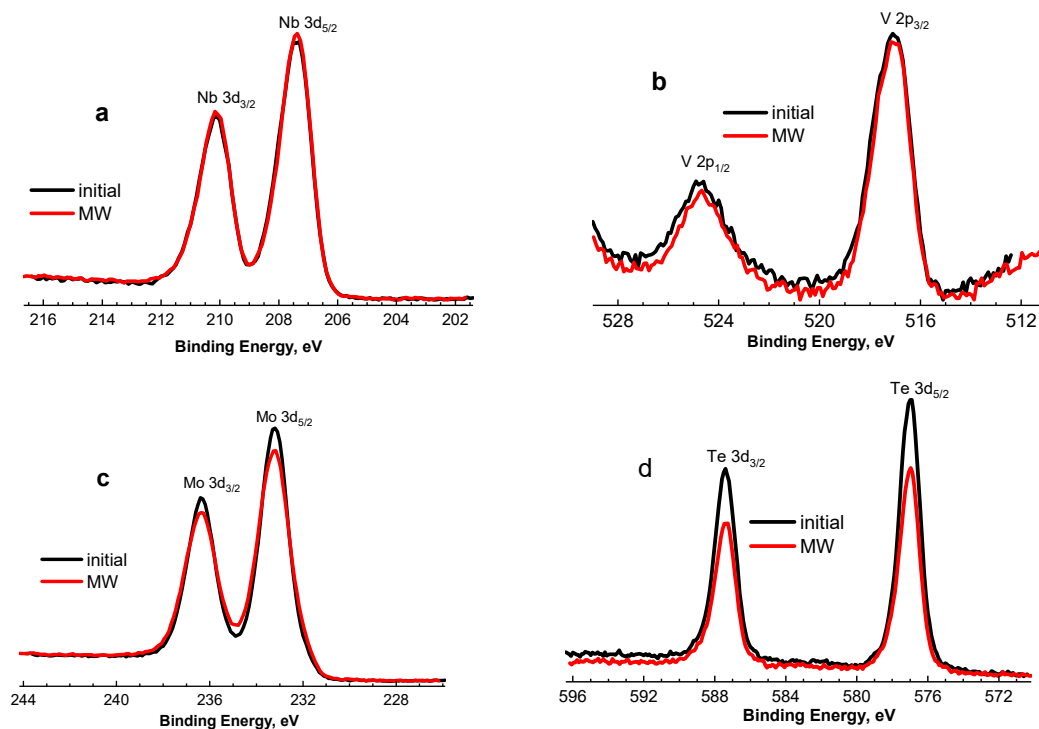 Nb 3d5/2
Nb 3d3/2
a
initial
MW
216 214 212 210 208 206 204 202
Binding Energy, eV
V 2p3/2
b
initial
MW
V 2p1/2
528 524 520 516 512
Binding Energy, eV
Mo 3d5/2
c
Mo 3d3/2
initial
MW
244 240 236 232 228
Binding Energy, eV
Te 3d5/2
d
Te 3d3/2
initial
MW
596 592 588 584 580 576 572
Binding Energy, eV